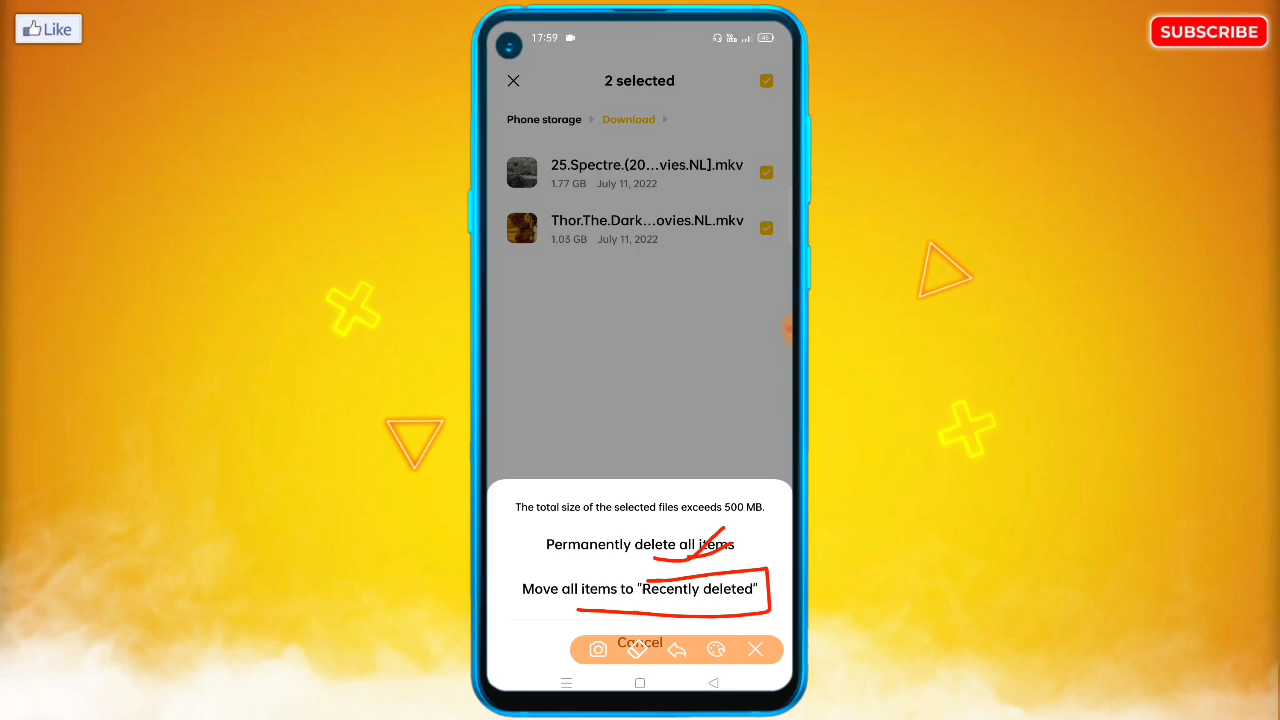 Like
SUBSCRIBE
17:59
45
2 selected
Phone storage Download
25.Spectre.(20...vies.NL].mkv
1.77 GB July 11, 2022
Thor.The.Dark...ovies.NL.mkv
1.03 GB July 11, 2022
The total size of the selected files exceeds 500 MB.
Permanently delete all items
Move all items to "Recently deleted"
Cancel